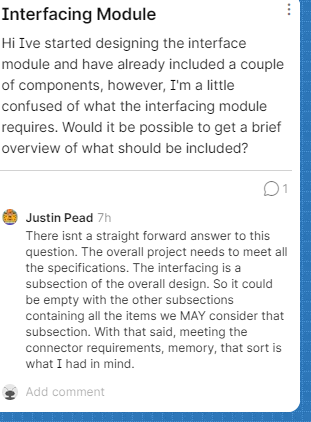 Interfacing Module
Hi Ive started designing the interface
module and have already included a couple
of components, however, I'm a little
confused of what the interfacing module
requires. Would it be possible to get a brief
overview of what should be included?
1
Justin Pead 7h
There isnt a straight forward answer to this
question. The overall project needs to meet all
the specifications. The interfacing is a
subsection of the overall design. So it could
be empty with the other subsections
containing all the items we MAY consider that
subsection. With that said, meeting the
connector requirements, memory, that sort is
what I had in mind.
Add comment